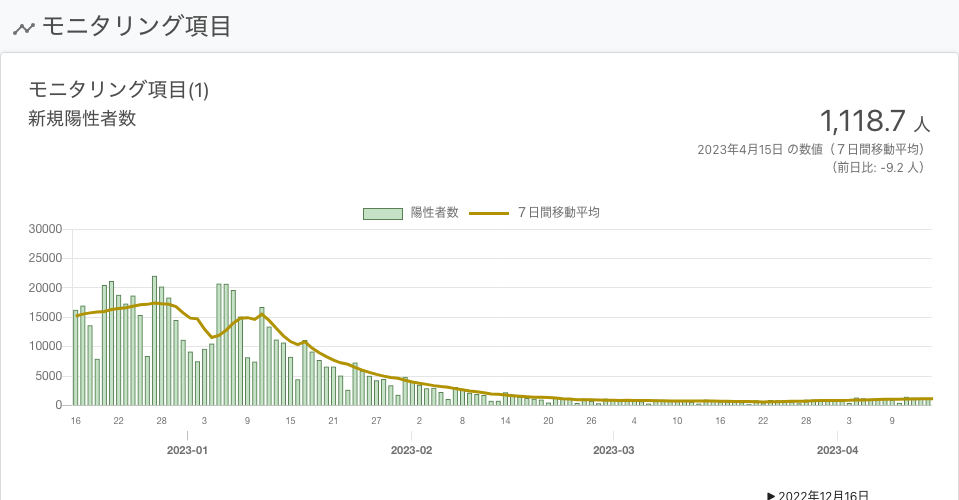 モニタリング項目
モニタリング項目(1)
新規陽性者数
1,118.7 人
2023年4月15日 の数値（７日間移動平均）
（前日比: -9.2 人）
陽性者数 ７日間移動平均
30000
25000
20000
15000
10000
5000
0
16 22 28 3 9 15 21 27 2 8 14 20 26 4 10 16 22 28 3 9
2023-01 2023-02 2023-03 2023-04
▶ 2022年12月16日